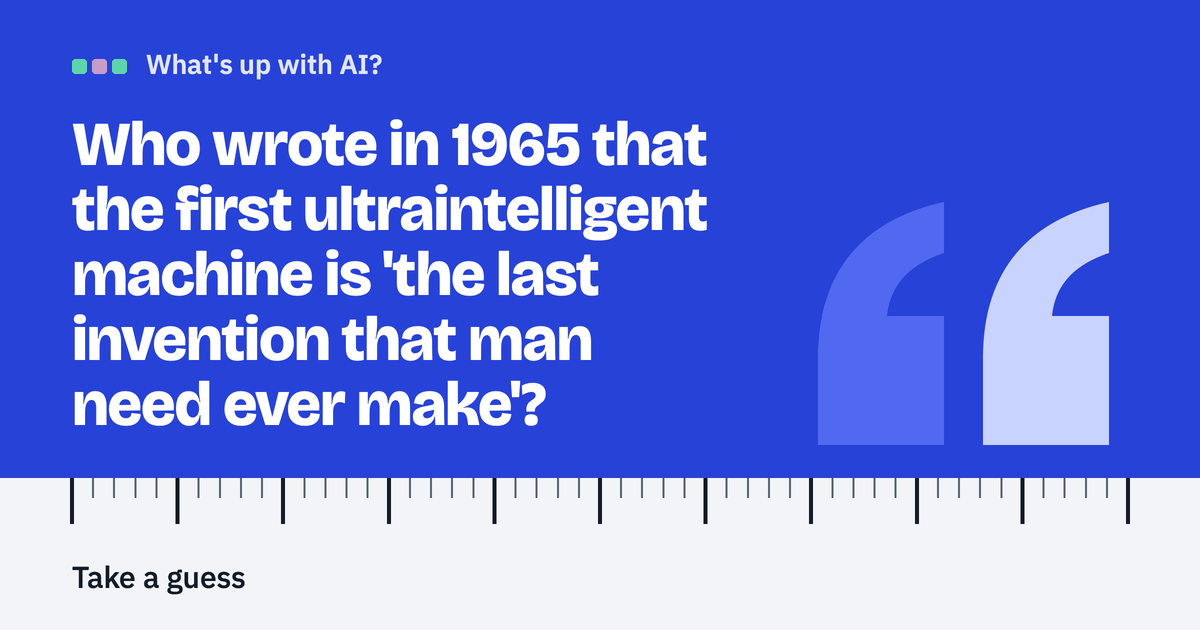 What's up with AI?
Who wrote in 1965 that
the first ultraintelligent
machine is 'the last
invention that man
need ever make'?
Take a guess